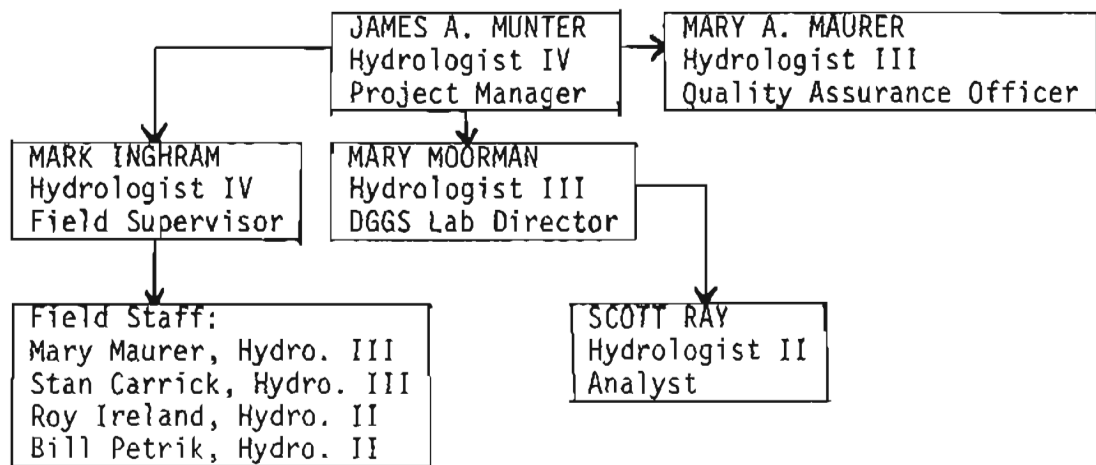 JAMES A. MUNTER
Hydrologist IV
Project Manager
MARY A. MAURER
Hydrologist III
Quality Assurance Officer
MARK INGHRAM
Hydrologist IV
Field Supervisor
MARY MOORMAN
Hydrologist III
DGGS Lab Director
Field Staff:
Mary Maurer, Hydro. III
Stan Carrick, Hydro. III
Roy Ireland, Hydro. II
Bill Petrik, Hydro. II
SCOTT RAY
Hydrologist II
Analyst